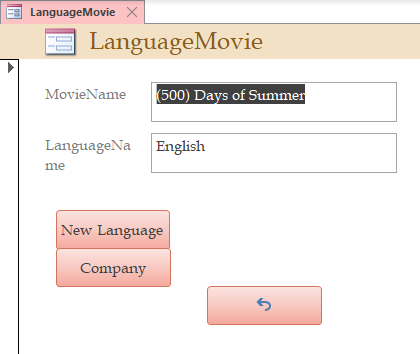 LanguageMovie
LanguageMovie
MovieName
(500) Days of Summer
LanguageNa
me
English
New Language
Company